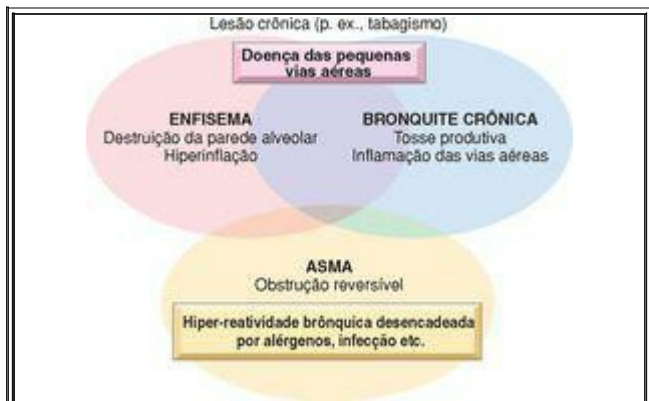 Lesão crônica (p. ex., tabagismo)
Doença das pequenas
vias aéreas
ENFISEMA
Destruição da parede alveolar
Hiperinflação
BRONQUITE CRÔNICA
Tosse produtiva
Inflamação das vias aéreas
ASMA
Obstrução reversível
Hiper-reatividade brônquica desencadeada
por alérgenos, infecção etc.